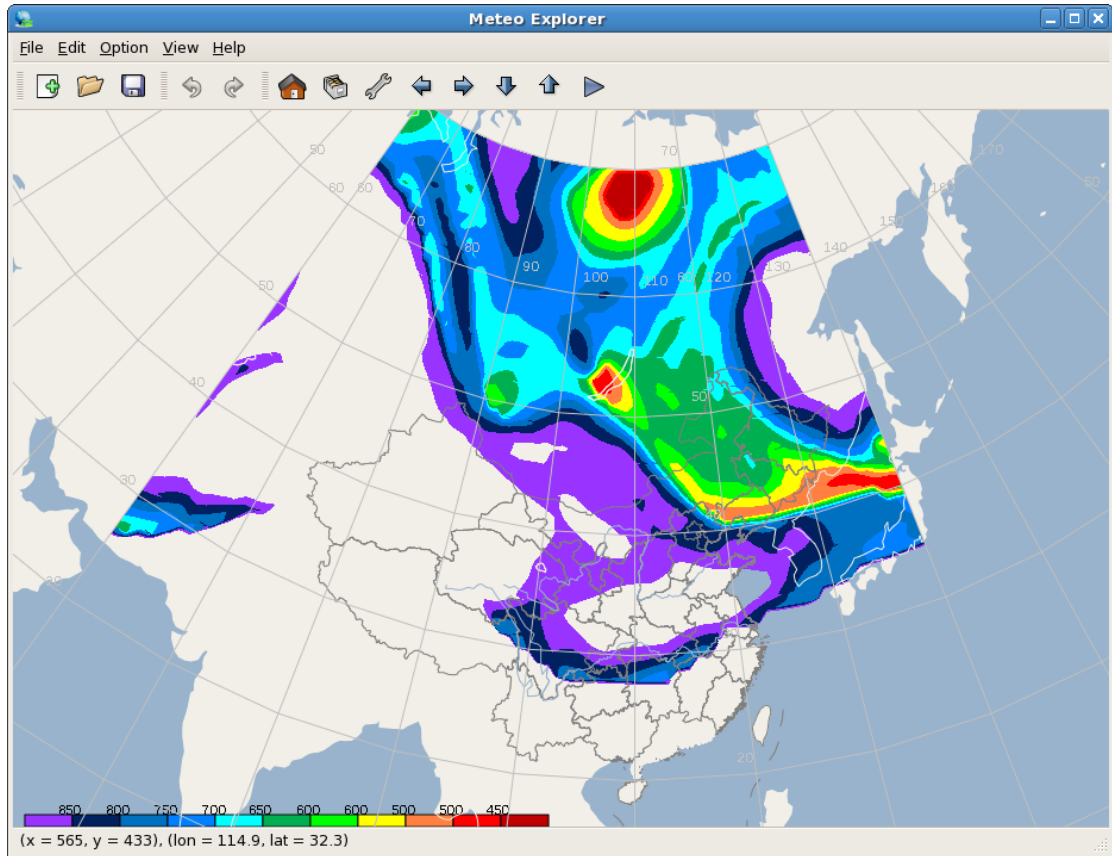 Meteo Explorer
File Edit Option View Help
50 70 170
60 60 160
70 150
80 140
90 100 110 60 120 130
50
50
40
50
30
20
850 800 750 700 650 600 600 500 500 450
(x = 565, y = 433), (lon = 114.9, lat = 32.3)